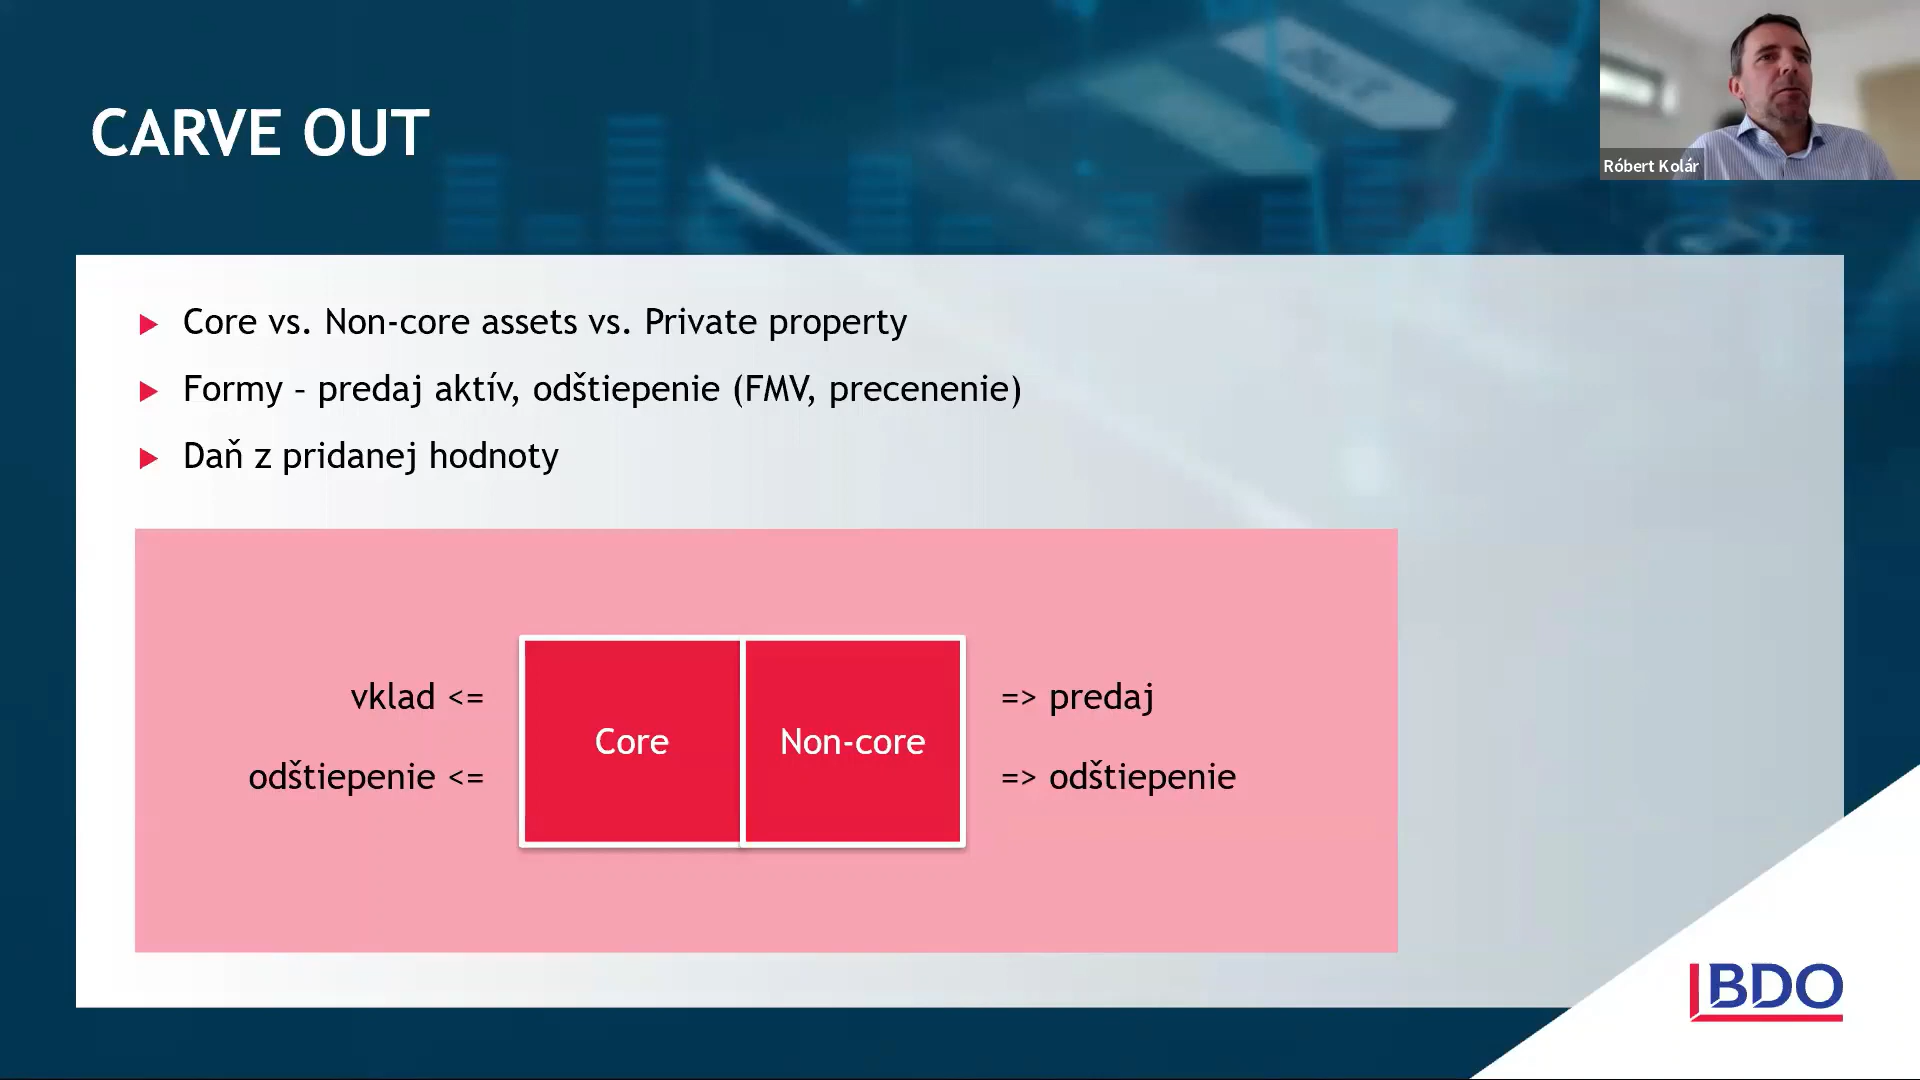 CARVE OUT
Róbert Kolár
Core vs. Non-core assets vs. Private property
Formy – predaj aktív, odštiepenie (FMV, precenenie)
Daň z pridanej hodnoty
vklad <=
odštiepenie <=
Core
Non-core
=> predaj
=> odštiepenie
BDO